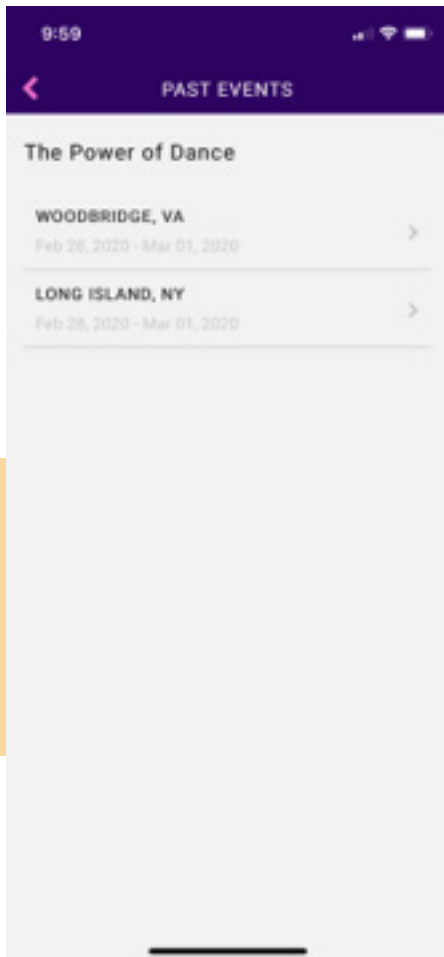 9:59
PAST EVENTS
The Power of Dance
WOODBRIDGE, VA
Feb 28, 2020 - Mar 01, 2020
LONG ISLAND, NY
Feb 28, 2020 - Mar 01, 2020